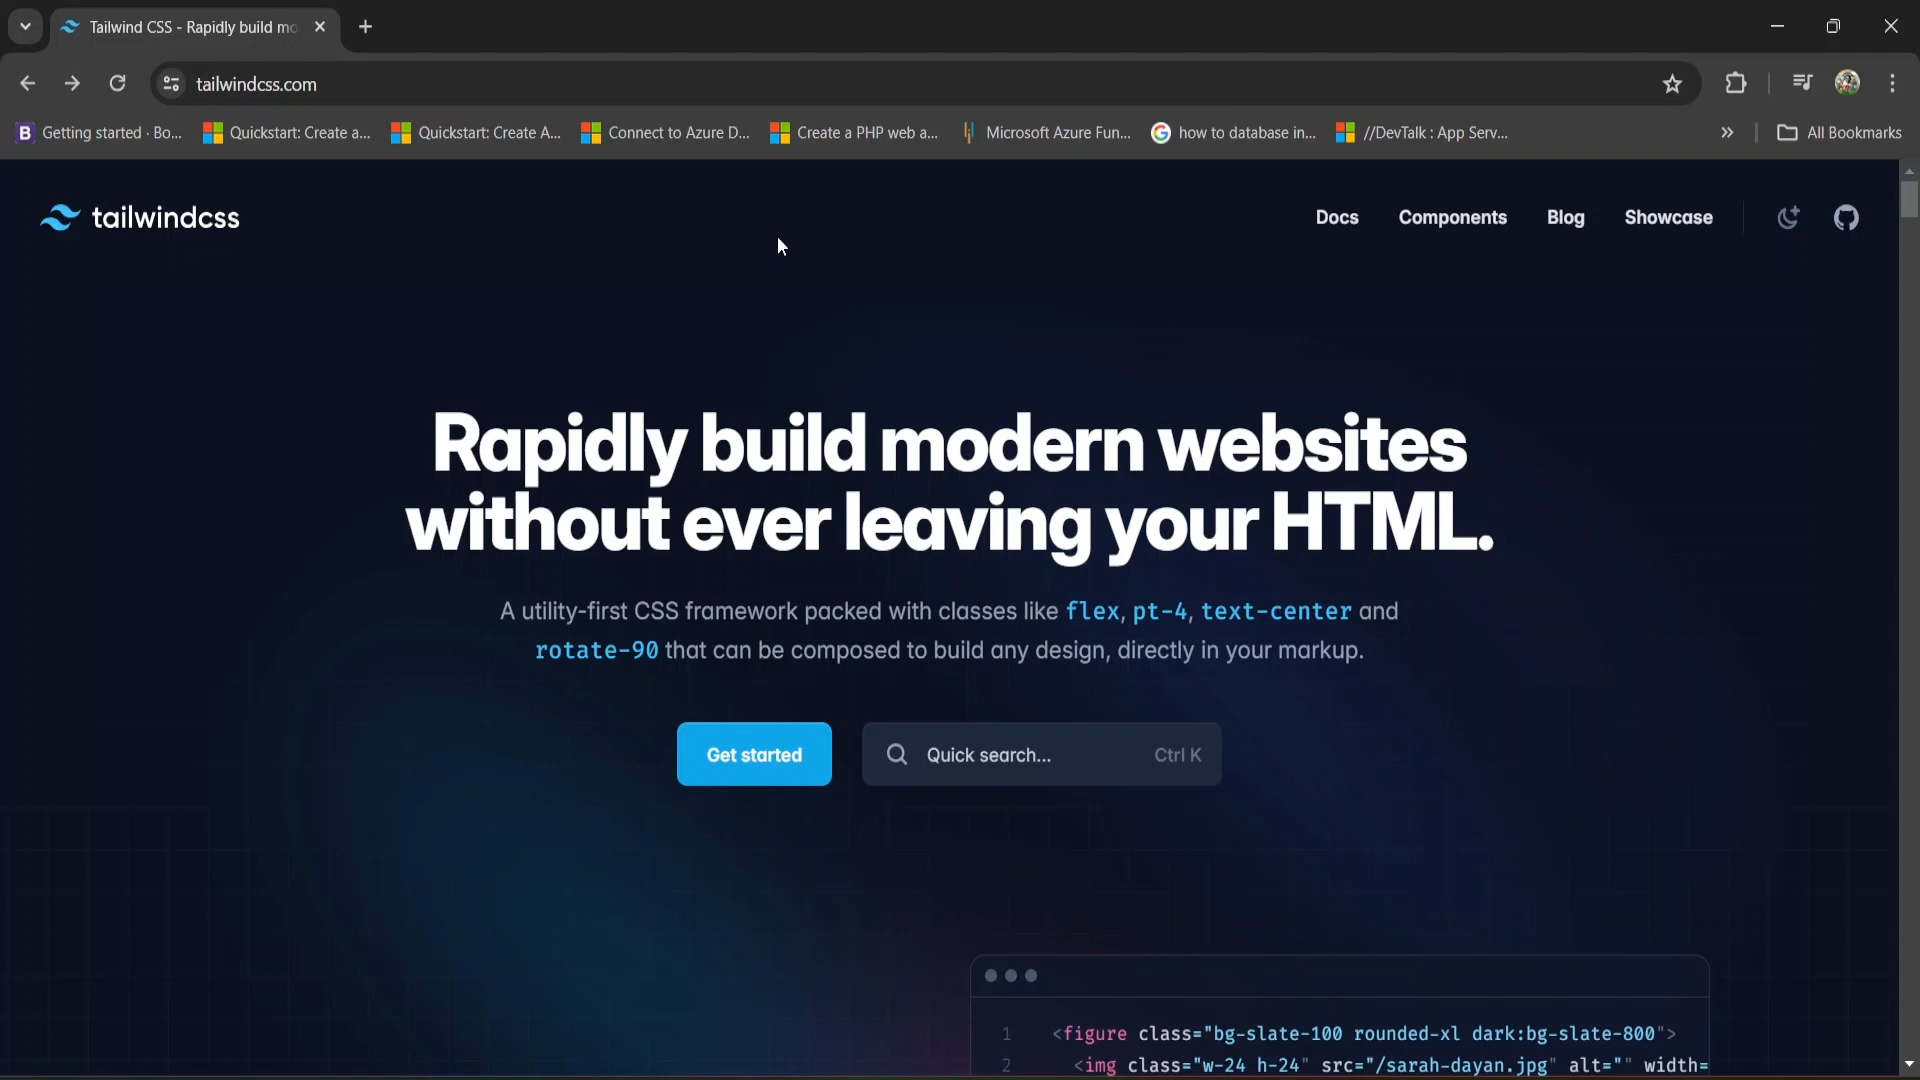 Tailwind CSS - Rapidly build mo
tailwindcss.com
Getting started · Bo... Quickstart: Create a... Quickstart: Create A... Connect to Azure D... Create a PHP web a... Microsoft Azure Fun... how to database in... //DevTalk : App Serv... » All Bookmarks
tailwindcss Docs Components Blog Showcase
Rapidly build modern websites
without ever leaving your HTML.
A utility-first CSS framework packed with classes like flex, pt-4, text-center and
rotate-90 that can be composed to build any design, directly in your markup.
Get started Quick search... Ctrl K
1 <figure class="bg-slate-100 rounded-xl dark:bg-slate-800">
2 <img class="w-24 h-24" src="/sarah-dayan.jpg" alt="" width=